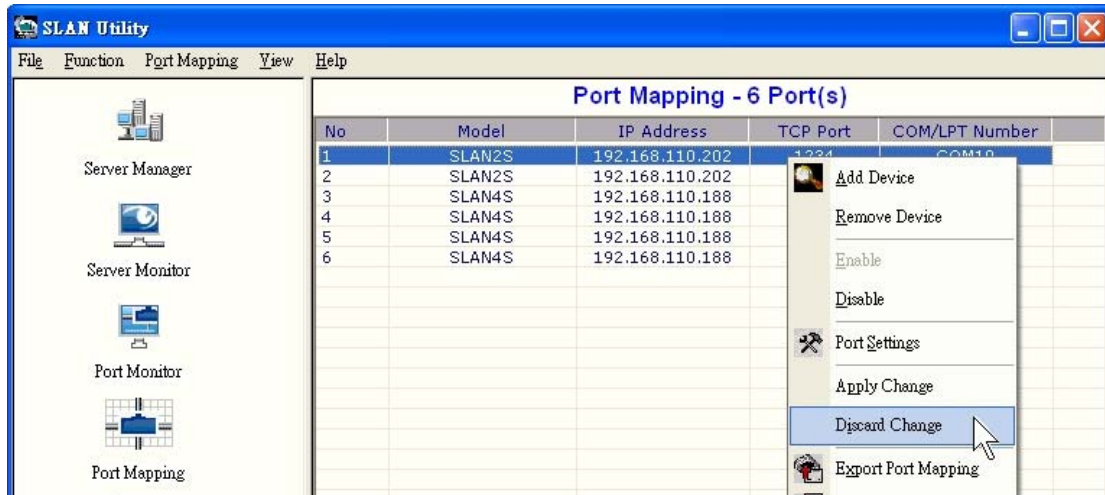 SLAN Utility
File Function Port Mapping View Help
Server Manager
Server Monitor
Port Monitor
Port Mapping
Port Mapping - 6 Port(s)
No Model IP Address TCP Port COM/LPT Number
1 SLAN2S 192.168.110.202 1234 COM10
2 SLAN2S 192.168.110.202
3 SLAN4S 192.168.110.188
4 SLAN4S 192.168.110.188
5 SLAN4S 192.168.110.188
6 SLAN4S 192.168.110.188
Add Device
Remove Device
Enable
Disable
Port Settings
Apply Change
Discard Change
Export Port Mapping